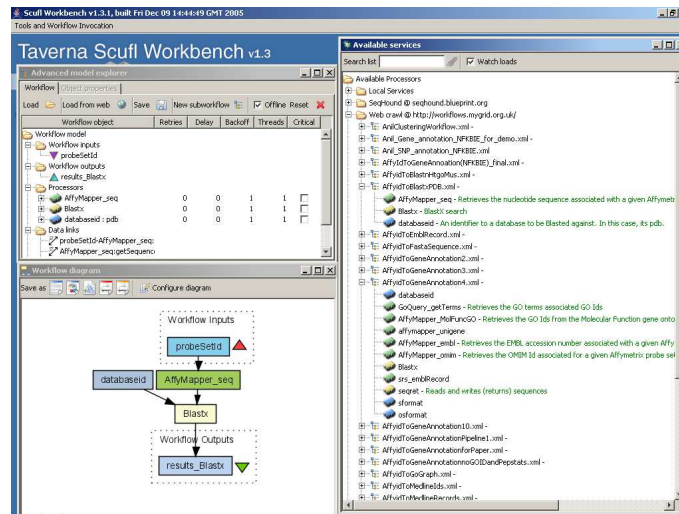 Scufl Workbench v1.3.1, built Fri Dec 09 14:44:49 GMT 2005
Tools and Workflow Invocation
Taverna Scufl Workbench v1.3
Advanced model explorer
Workflow Object properties
Load Load from web Save New subworkflow Offline Reset
Workflow object Retries Delay Backoff Threads Critical
Workflow model
Workflow inputs
probeSetId
Workflow outputs
results_Blastx
Processors
AffyMapper_seq 0 0 1 1
Blastx 0 0 1 1
databaseid : pdb 0 0 1 1
Data links
probeSetId-AffyMapper_seq:
AffyMapper_seq:getSequenc
Workflow diagram
Save as Configure diagram
Workflow Inputs
probeSetId
databaseid AffyMapper_seq
Blastx
Workflow Outputs
results_Blastx
Available services
Search list Watch loads
Available Processors
Local Services
SeqHound @ seqhound.blueprint.org
Web crawl @ http://workflows.mygrid.org.uk/
AnilClusteringWorkflow.xml -
Anil_Gene_annotation_NFKBIE_for_demo.xml -
Anil_SNP_annotation_NFKBIE.xml
AffyIdToGeneAnnoation(NFKBIE)_final.xml -
AffyidToBlastnHtgoMus.xml -
AffyidToBlastxPDB.xml -
AffyMapper_seq - Retrieves the nucleotide sequence associated with a given Affymetri
Blastx - BlastX search
databaseid - An identifier to a database to be Blasted against. In this case, its pdb.
AffyidToEmblRecord.xml -
AffyidToFastaSequence.xml -
AffyidToGeneAnnotation2.xml -
AffyidToGeneAnnotation3.xml -
AffyidToGeneAnnotation4.xml -
databaseid
GoQuery_getTerms - Retrieves the GO terms associated GO Ids
AffyMapper_MolFuncGO - Retrieves the GO Ids from the Molecular Function gene onto
affymapper_unigene
AffyMapper_embl - Retrieves the EMBL accession number associated with a given Affy
AffyMapper_omim - Retrieves the OMIM Id associated for a given Affymetrix probe sel
Blastx
srs_emblRecord
seqret - Reads and writes (returns) sequences
sformat
osformat
AffyidToGeneAnnotation10.xml -
AffyidToGeneAnnotationPipeline1.xml -
AffyidToGeneAnnotationforPaper.xml -
AffyidToGeneAnnotationnoGOIDandPepstats.xml -
AffyidToGoGraph.xml -
AffyidToMedlineIds.xml -
AffyidToMedlineRecords.xml -